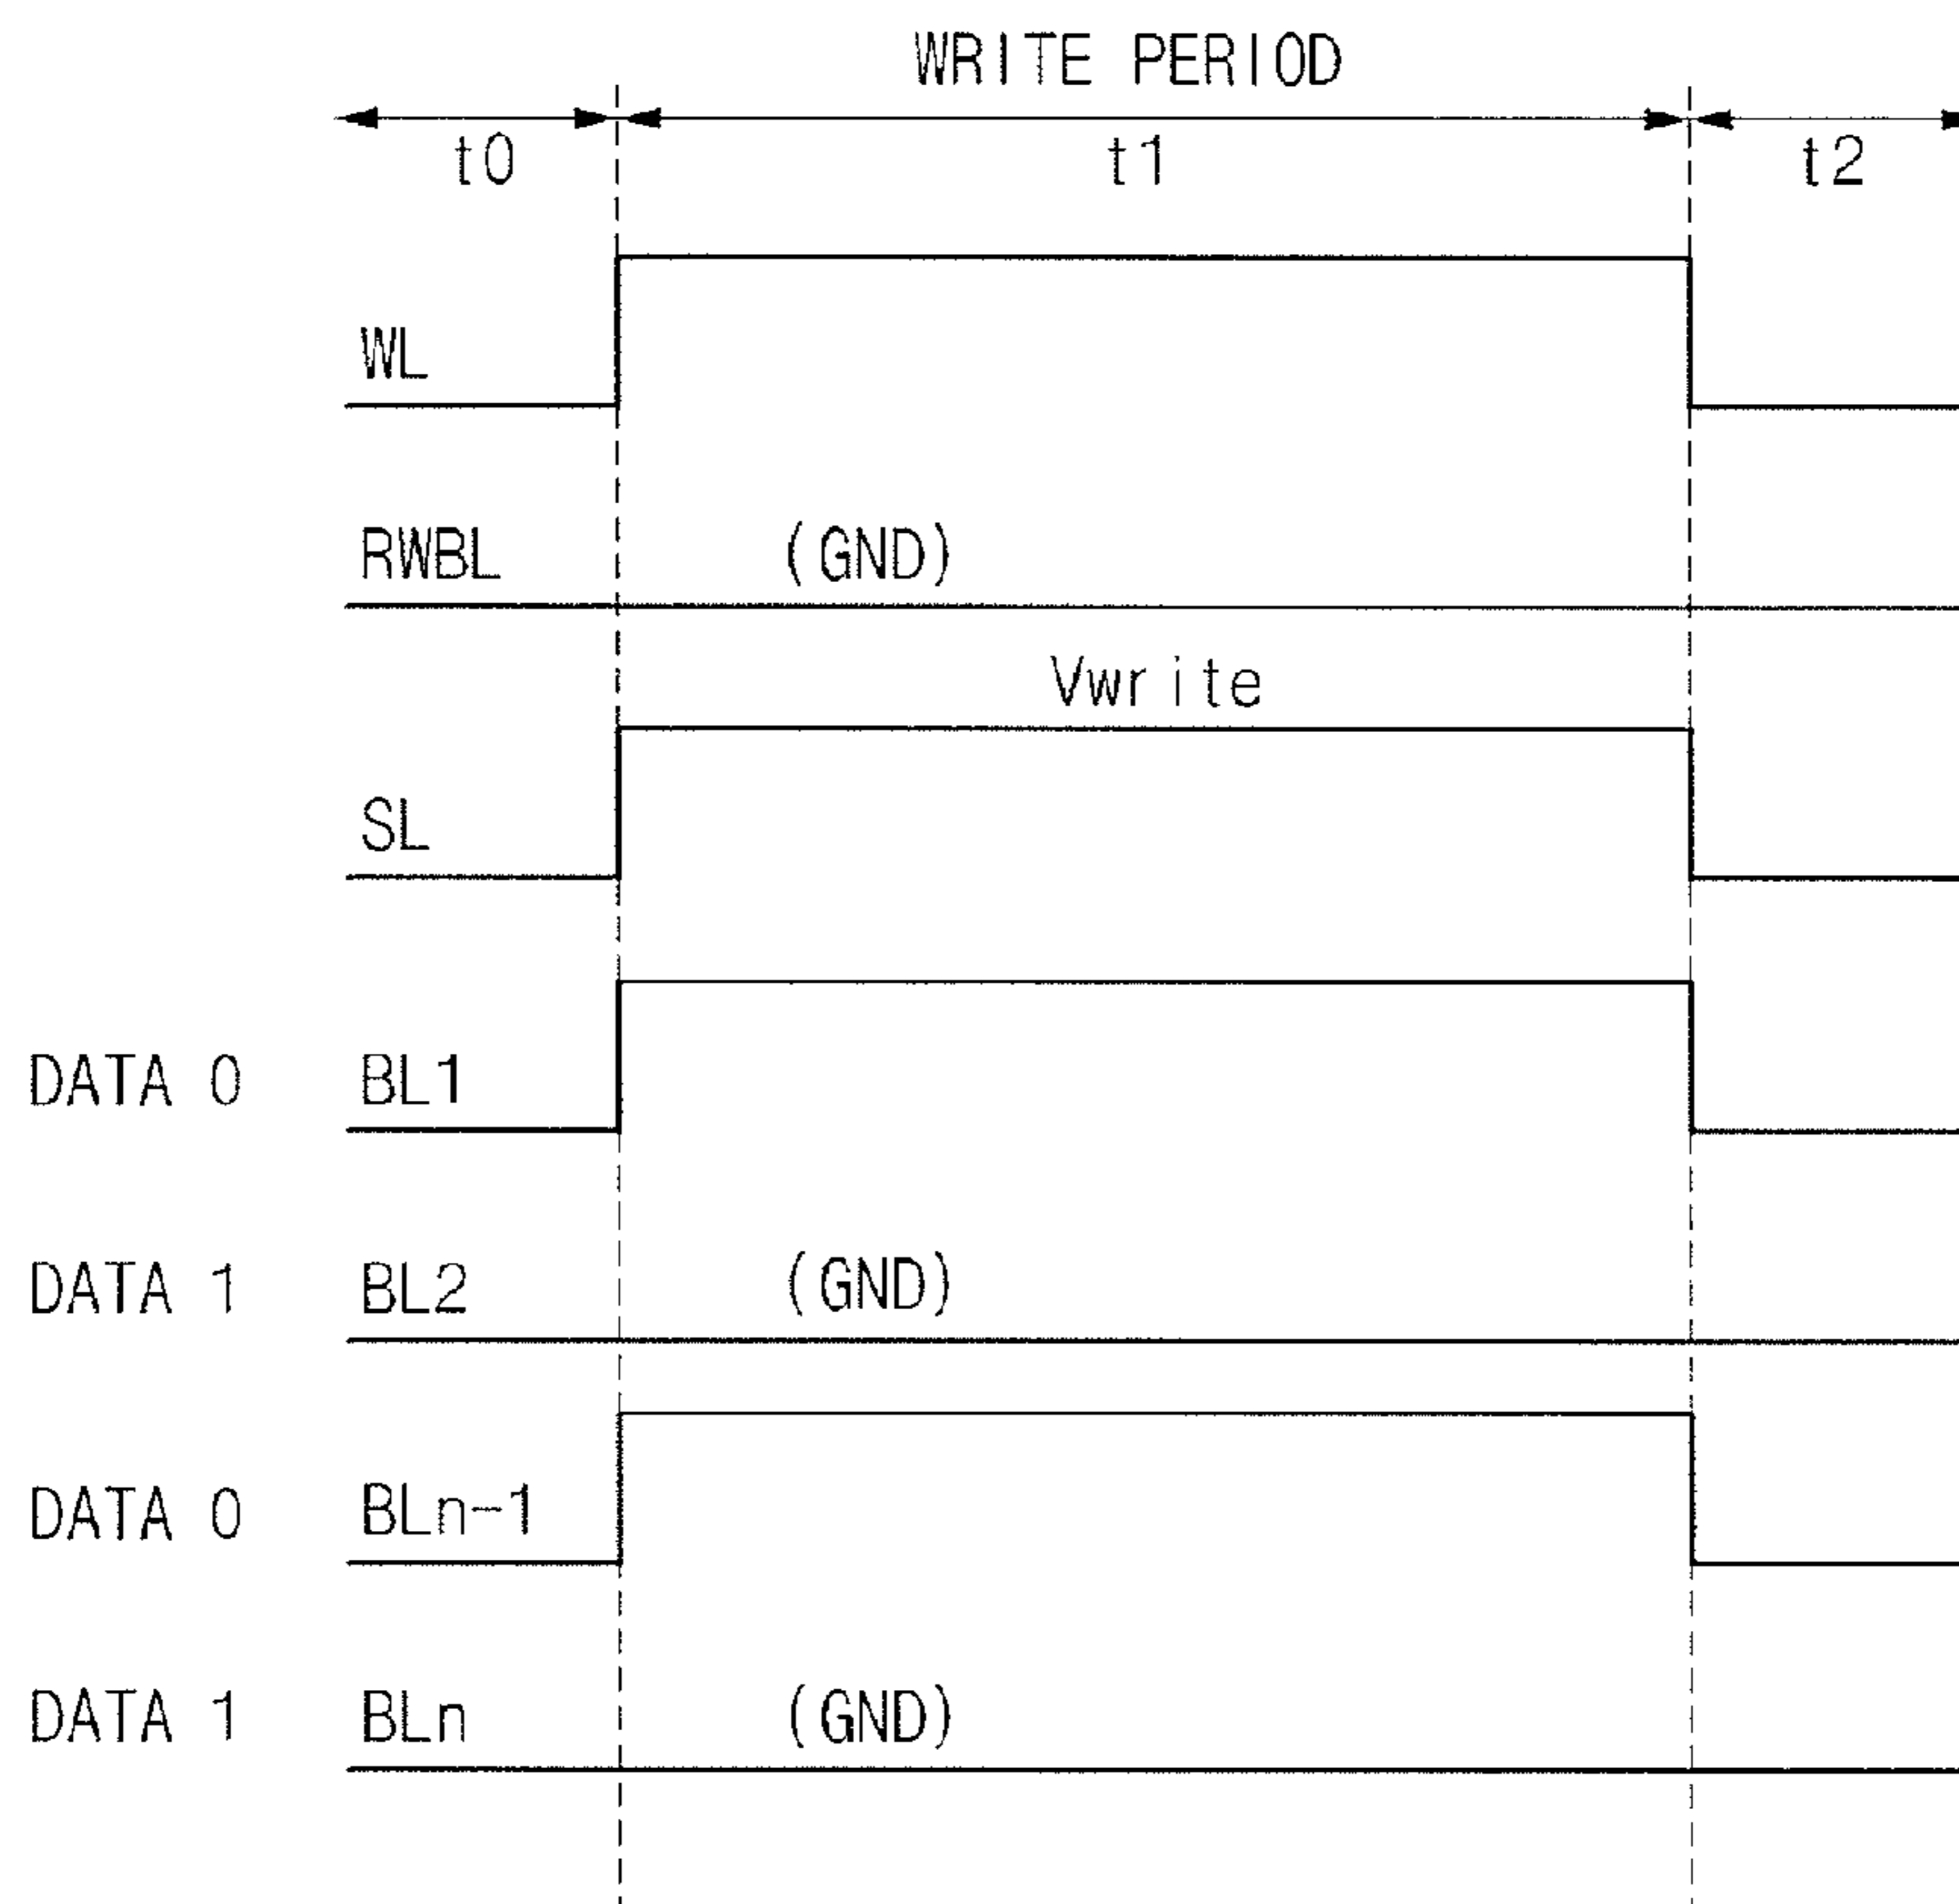 WRITE PERIOD
t0 t1 t2
WL
RWBL (GND)
Vwrite
SL
DATA 0 BL1
DATA 1 BL2 (GND)
DATA 0 BLn-1
DATA 1 BLn (GND)